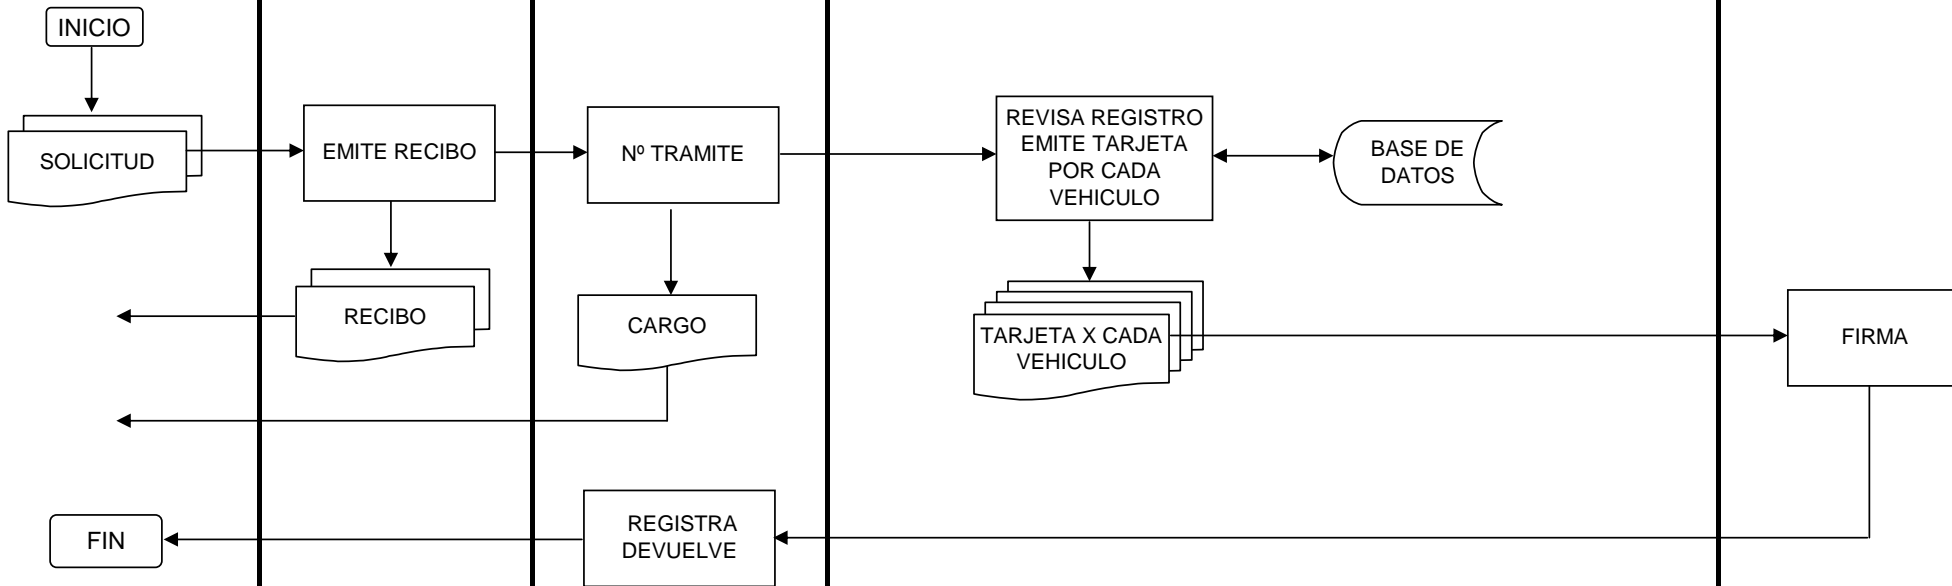 INICIO
SOLICITUD
EMITE RECIBO
Nº TRAMITE
REVISA REGISTRO
EMITE TARJETA
POR CADA
VEHICULO
BASE DE
DATOS
RECIBO
CARGO
TARJETA X CADA
VEHICULO
FIRMA
REGISTRA
DEVUELVE
FIN